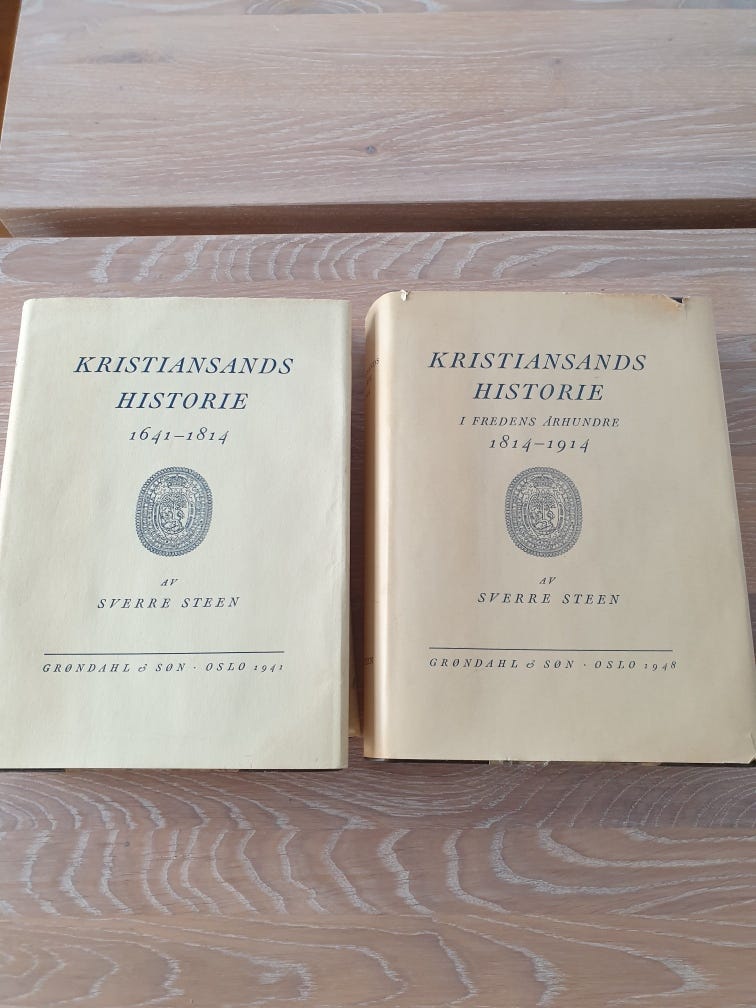 KRISTIANSANDS
HISTORIE
1641–1814
AV
SVERRE STEEN
GRØNDAHL & SØN · OSLO 1941
KRISTIANSANDS
HISTORIE
I FREDENS ÅRHUNDRE
1814–1914
AV
SVERRE STEEN
GRØNDAHL & SØN · OSLO 1948